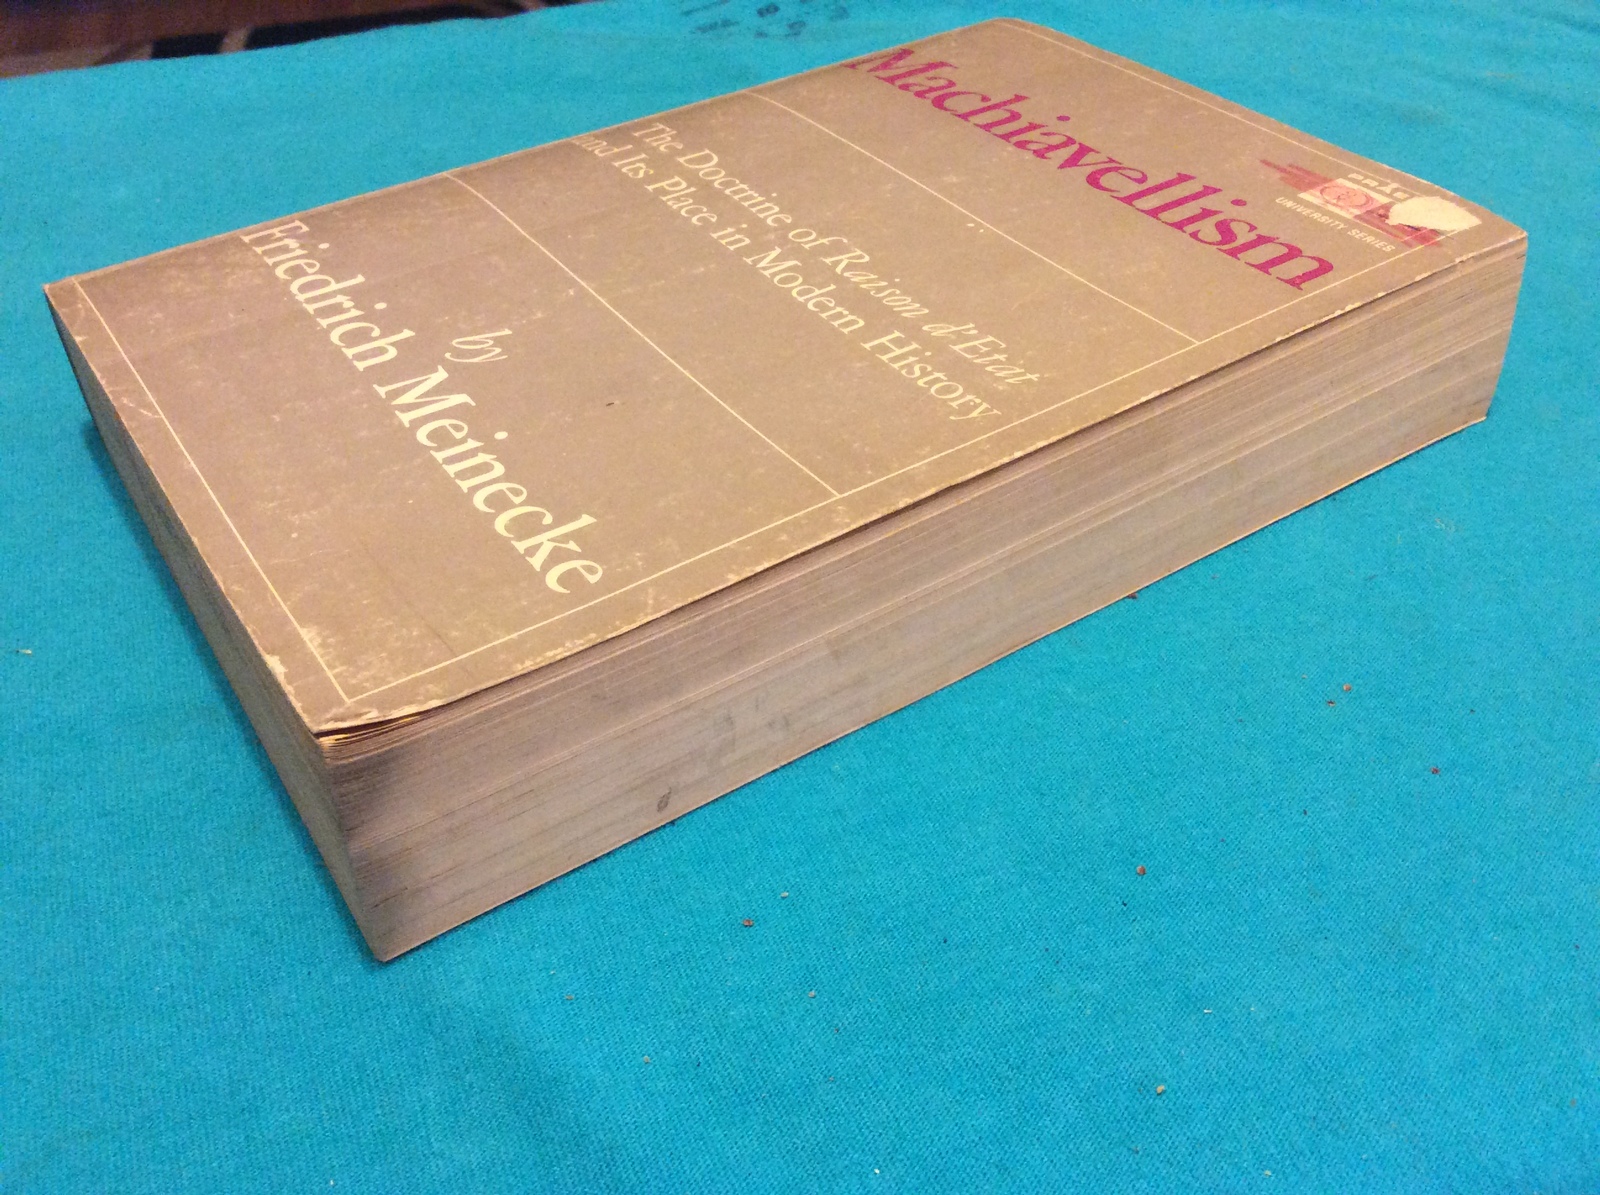 Machiavellism
UNIVERSITY SERIES
The Doctrine of Raison d'Etat
and Its Place in Modern History
by
Friedrich Meinecke